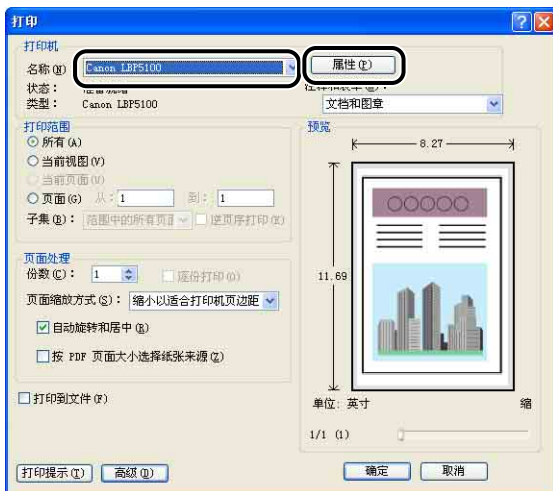 打印
打印机
名称(N)
Canon LBP5100
属性(P)
状态:
类型:
Canon LBP5100
文档和图章
打印范围
所有(A)
当前视图(V)
当前页面(U)
页面(G) 从: 1 到: 1
子集(B): 范围中的所有页面 逆页序打印(E)
页面处理
份数(C): 1 逐份打印(O)
页面缩放方式(S): 缩小以适合打印机页边距
自动旋转和居中(R)
按 PDF 页面大小选择纸张来源(Z)
打印到文件(F)
预览
8.27
11.69
单位: 英寸 缩
1/1 (1)
打印提示(T) 高级(D) 确定 取消